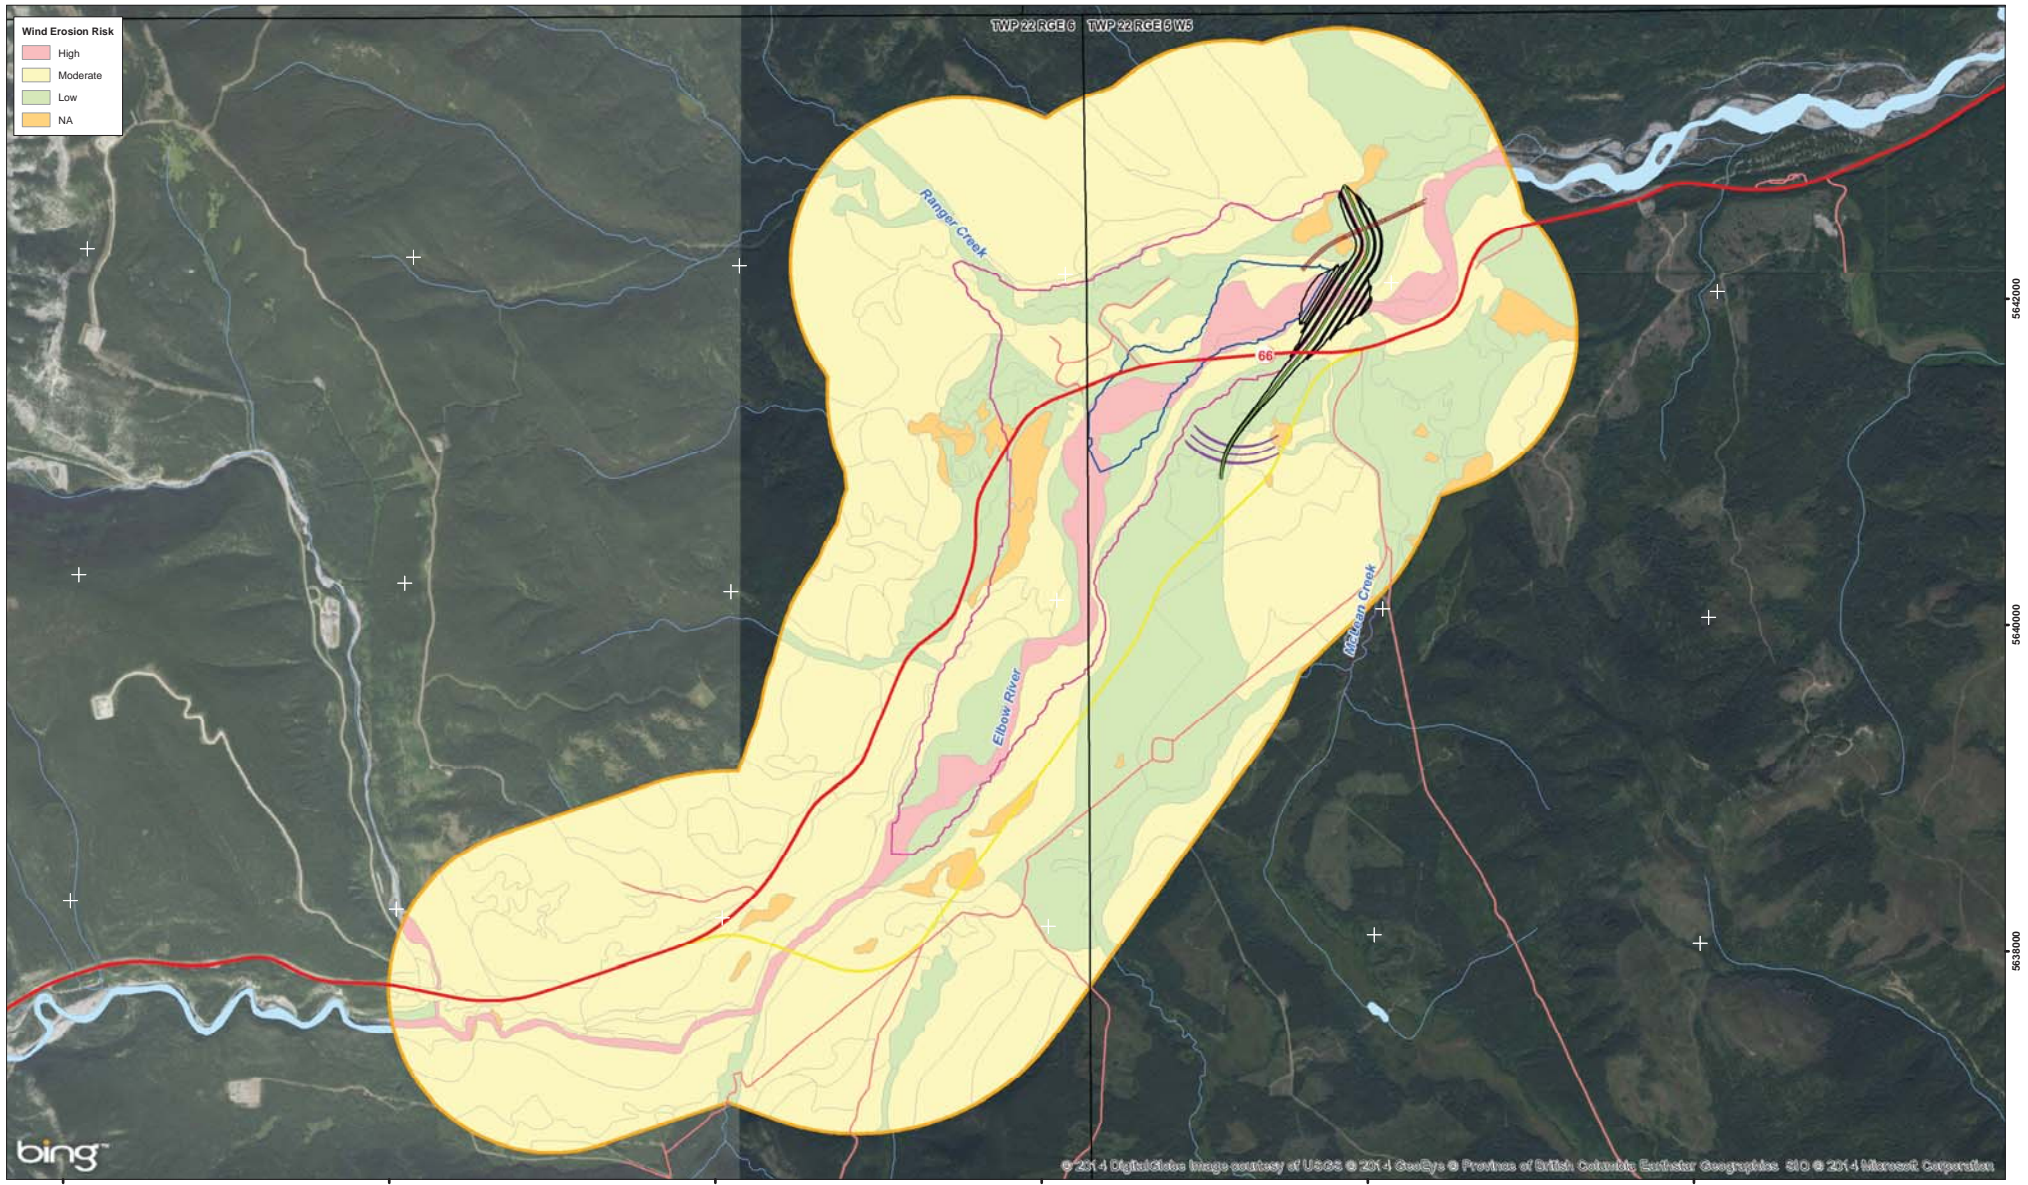 TWP 22 RGE 6
TWP 22 RGE 5 W5
Wind Erosion Risk
High
Moderate
Low
NA
Ranger Creek
5642000
66
McLean Creek
5640000
Elbow River
5638000
bing™
© 2014 DigitalGlobe Image courtesy of USGS © 2014 GeoEye © Province of British Columbia Earthstar Geographics SIO © 2014 Microsoft Corporation